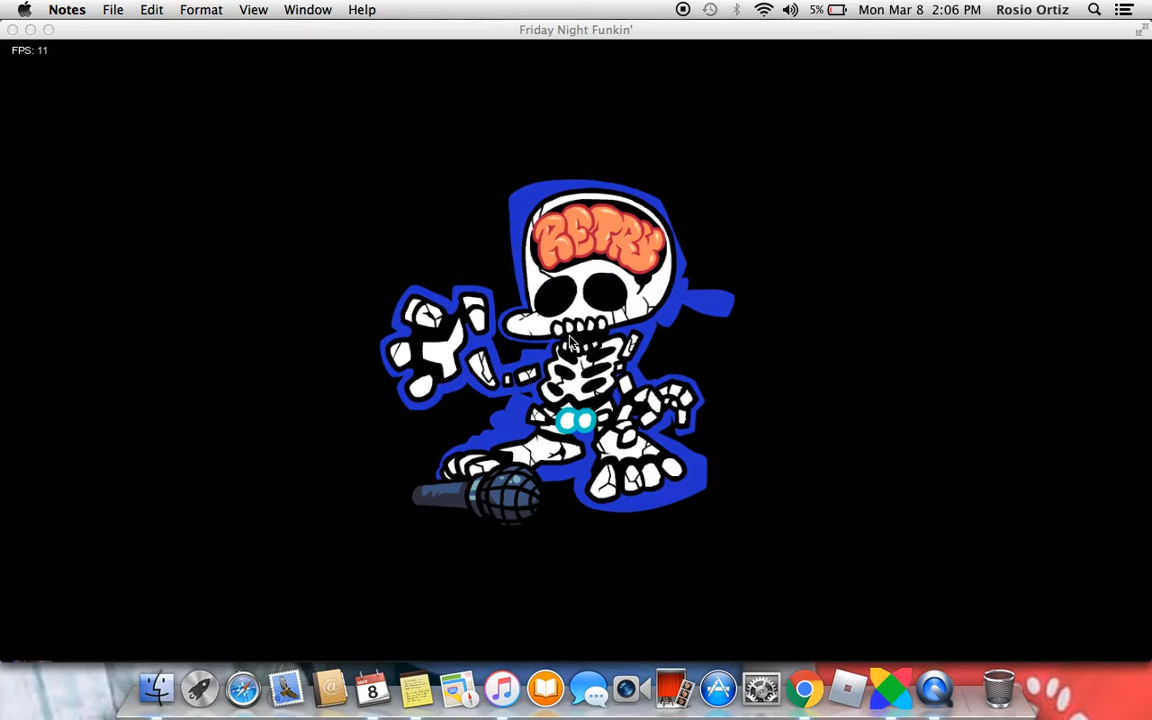 Notes File Edit Format View Window Help 5% Mon Mar 8 2:06 PM Rosio Ortiz
Friday Night Funkin'
FPS: 11
RETRY
MAR
8